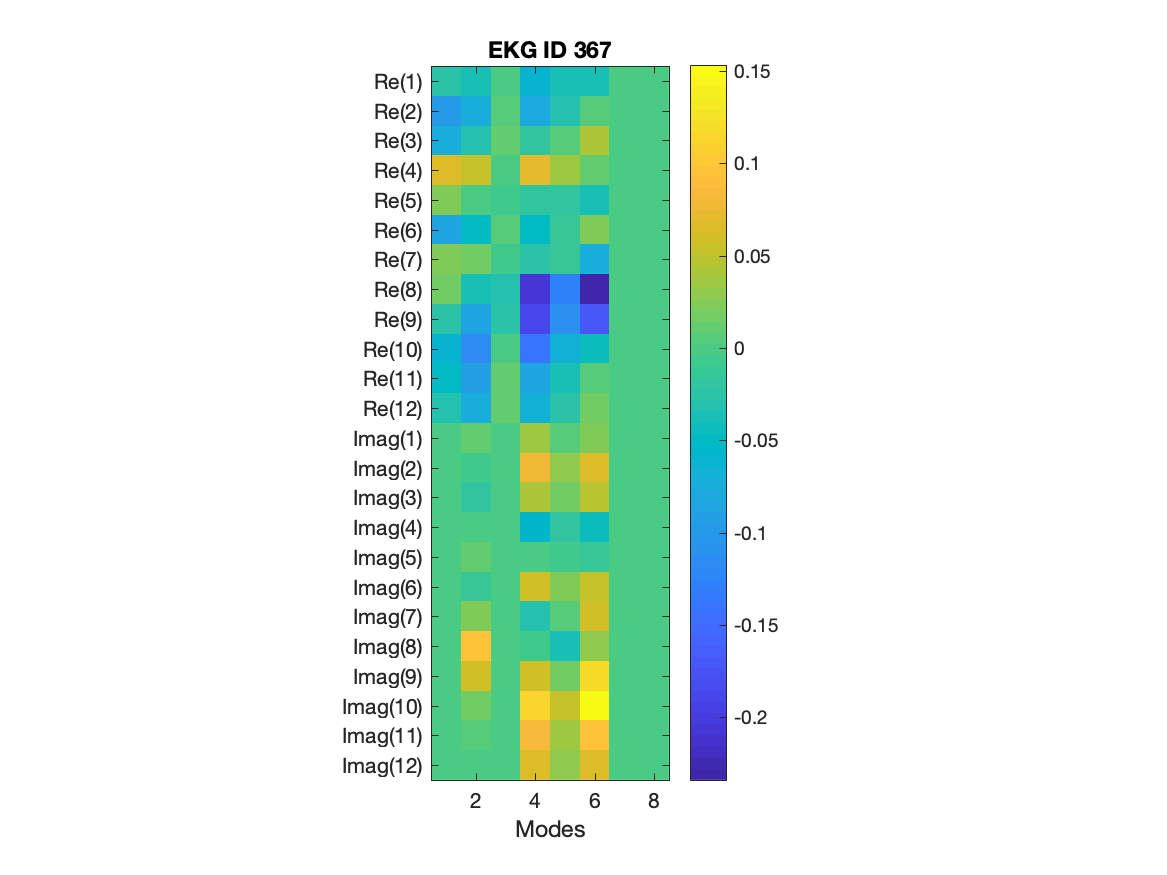 EKG ID 367
Re(1)
Re(2)
Re(3)
Re(4)
Re(5)
Re(6)
Re(7)
Re(8)
Re(9)
Re(10)
Re(11)
Re(12)
Imag(1)
Imag(2)
Imag(3)
Imag(4)
Imag(5)
Imag(6)
Imag(7)
Imag(8)
Imag(9)
Imag(10)
Imag(11)
Imag(12)
2 4 6 8
Modes
0.15
0.1
0.05
0
-0.05
-0.1
-0.15
-0.2